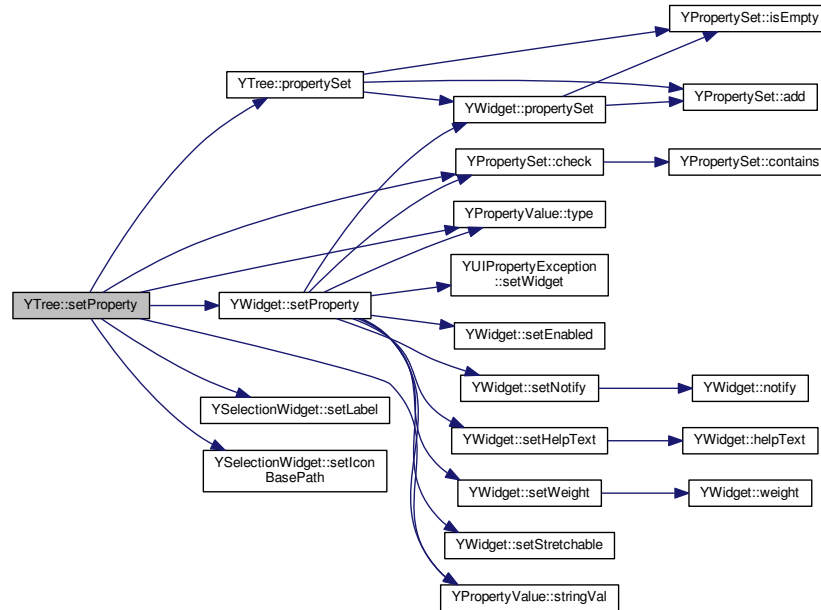 YPropertySet::isEmpty
YTree::propertySet
YPropertySet::add
YWidget::propertySet
YPropertySet::check
YPropertySet::contains
YPropertyValue::type
YUIPropertyException
::setWidget
YTree::setProperty
YWidget::setProperty
YWidget::setEnabled
YWidget::setNotify
YWidget::notify
YSelectionWidget::setLabel
YWidget::setHelpText
YWidget::helpText
YSelectionWidget::setIcon
BasePath
YWidget::setWeight
YWidget::weight
YWidget::setStretchable
YPropertyValue::stringVal